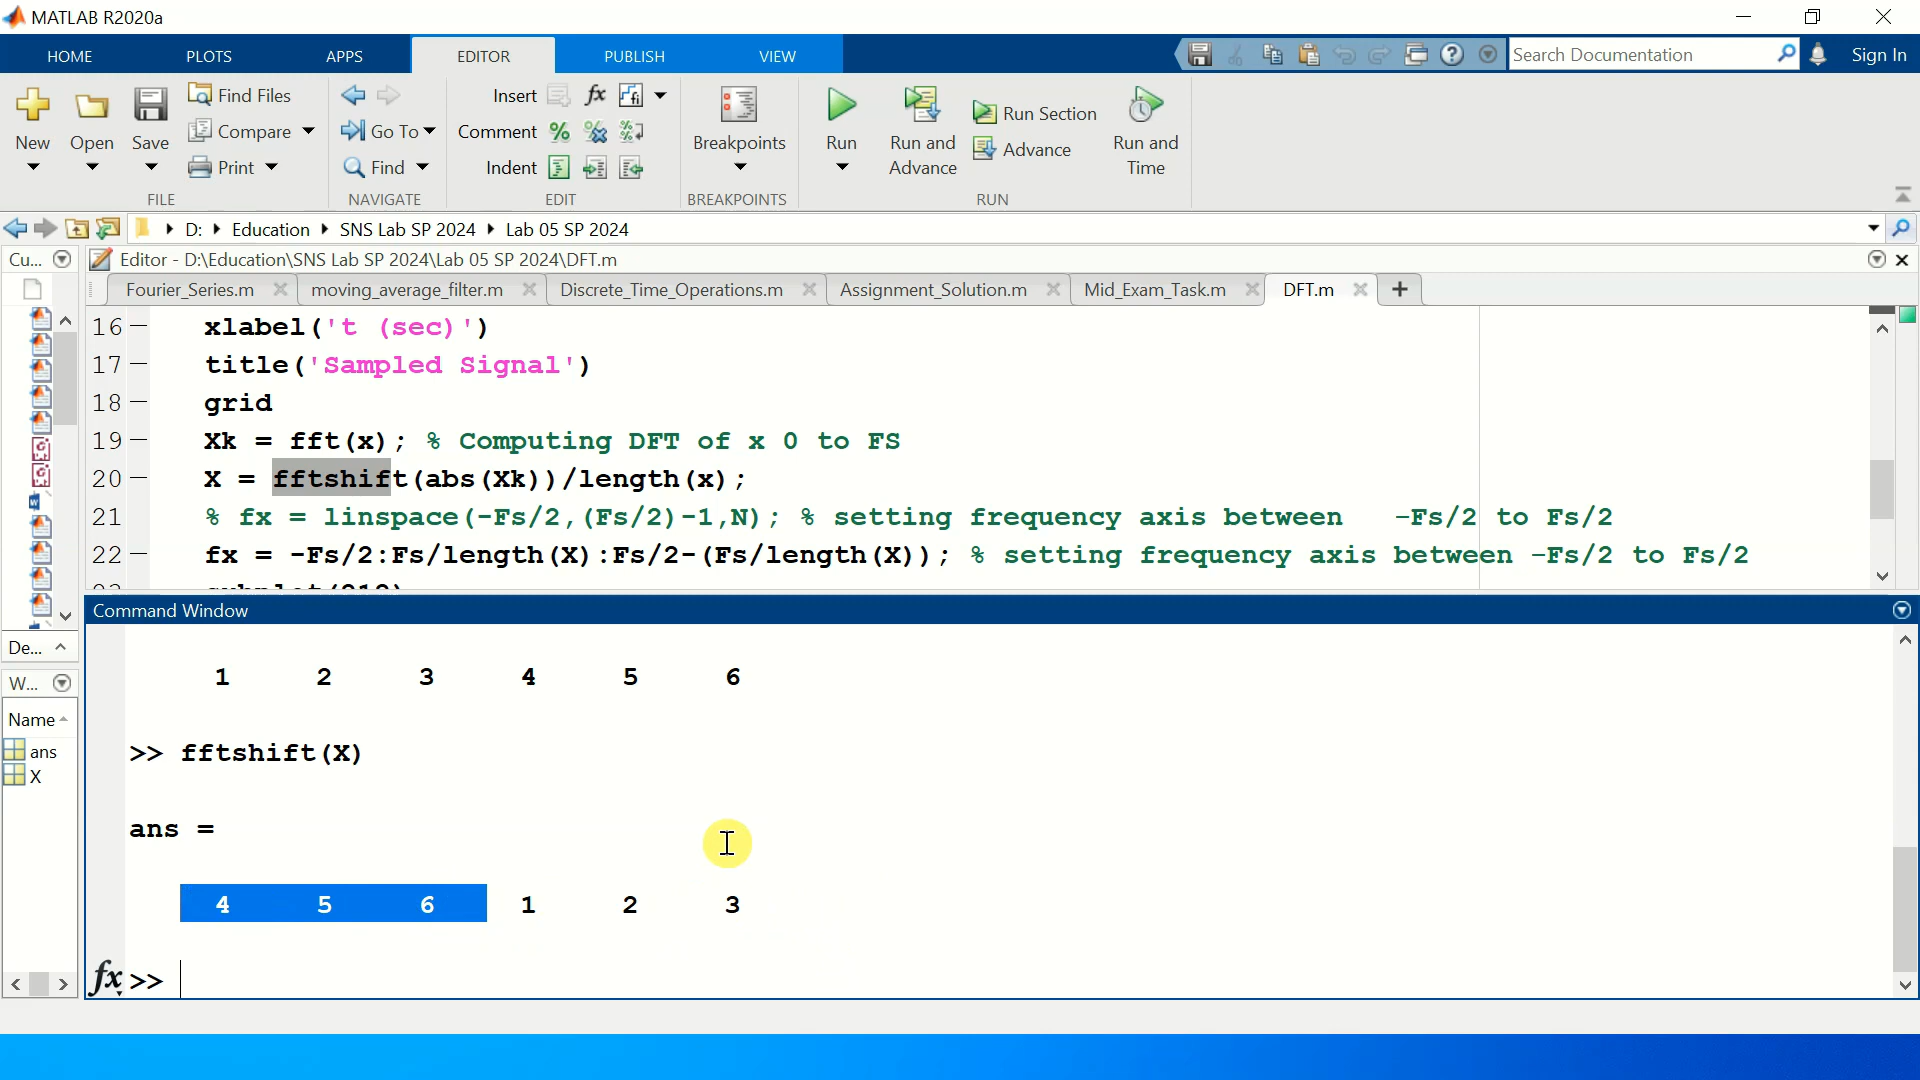 MATLAB R2020a
HOME PLOTS APPS EDITOR PUBLISH VIEW Search Documentation Sign In
Find Files Insert fx
New Open Save Compare Go To Comment Breakpoints Run Run and Advance Run Section Run and Time
Print Find Indent Advance
FILE NAVIGATE EDIT BREAKPOINTS RUN
D: Education SNS Lab SP 2024 Lab 05 SP 2024
Cu... Editor - D:\Education\SNS Lab SP 2024\Lab 05 SP 2024\DFT.m
Fourier_Series.m moving_average_filter.m Discrete_Time_Operations.m Assignment_Solution.m Mid_Exam_Task.m DFT.m +
16 – xlabel('t (sec)')
17 – title('Sampled Signal')
18 – grid
19 – Xk = fft(x); % Computing DFT of x 0 to FS
20 – X = fftshift(abs(Xk))/length(x);
21 % fx = linspace(-Fs/2,(Fs/2)-1,N); % setting frequency axis between -Fs/2 to Fs/2
22 – fx = -Fs/2:Fs/length(X):Fs/2-(Fs/length(X)); % setting frequency axis between -Fs/2 to Fs/2
Command Window
De...
W...
Name
ans
X
1 2 3 4 5 6
>> fftshift(X)
ans =
4 5 6 1 2 3
fx >>